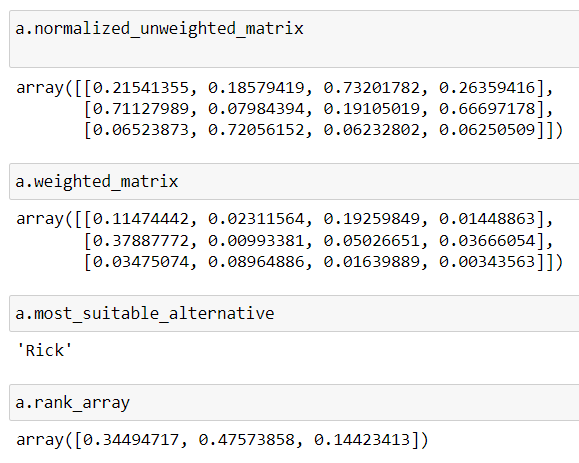 a.normalized_unweighted_matrix
array([[0.21541355, 0.18579419, 0.73201782, 0.26359416],
[0.71127989, 0.07984394, 0.19105019, 0.66697178],
[0.06523873, 0.72056152, 0.06232802, 0.06250509]])
a.weighted_matrix
array([[0.11474442, 0.02311564, 0.19259849, 0.01448863],
[0.37887772, 0.00993381, 0.05026651, 0.03666054],
[0.03475074, 0.08964886, 0.01639889, 0.00343563]])
a.most_suitable_alternative
'Rick'
a.rank_array
array([0.34494717, 0.47573858, 0.14423413])